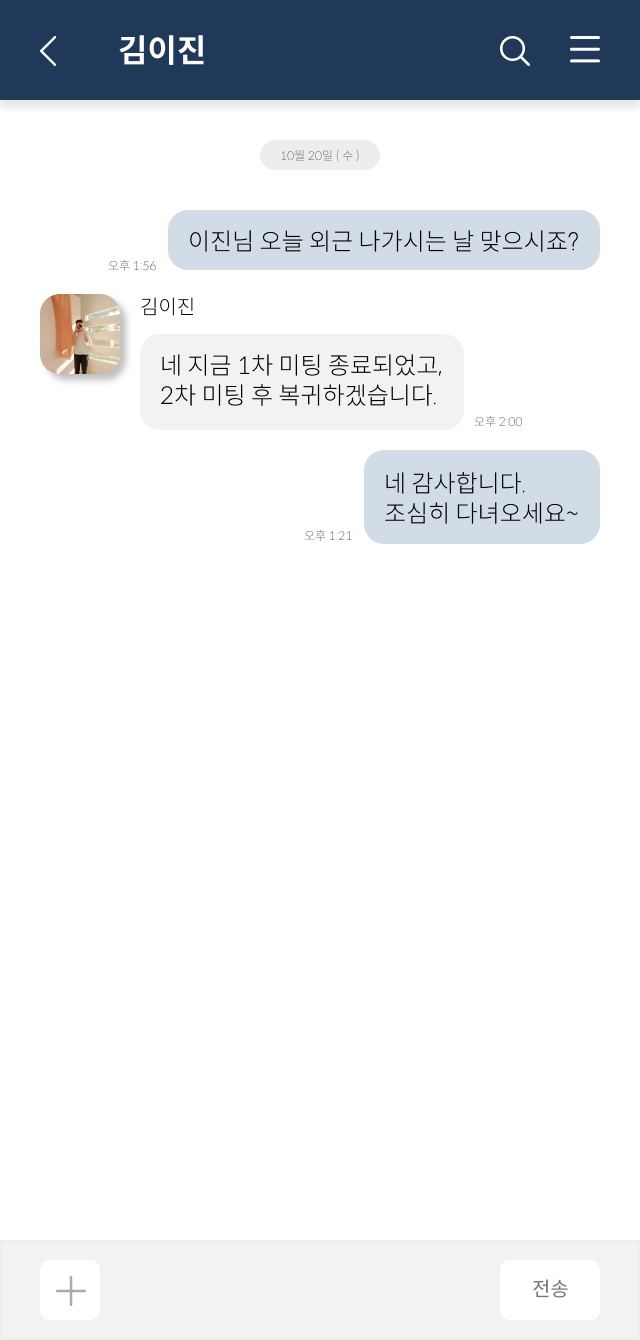 김이진
10월 20일 ( 수 )
이진님 오늘 외근 나가시는 날 맞으시죠?
오후 1:56
김이진
네 지금 1차 미팅 종료되었고,
2차 미팅 후 복귀하겠습니다.
오후 2:00
네 감사합니다.
조심히 다녀오세요~
오후 1:21
전송